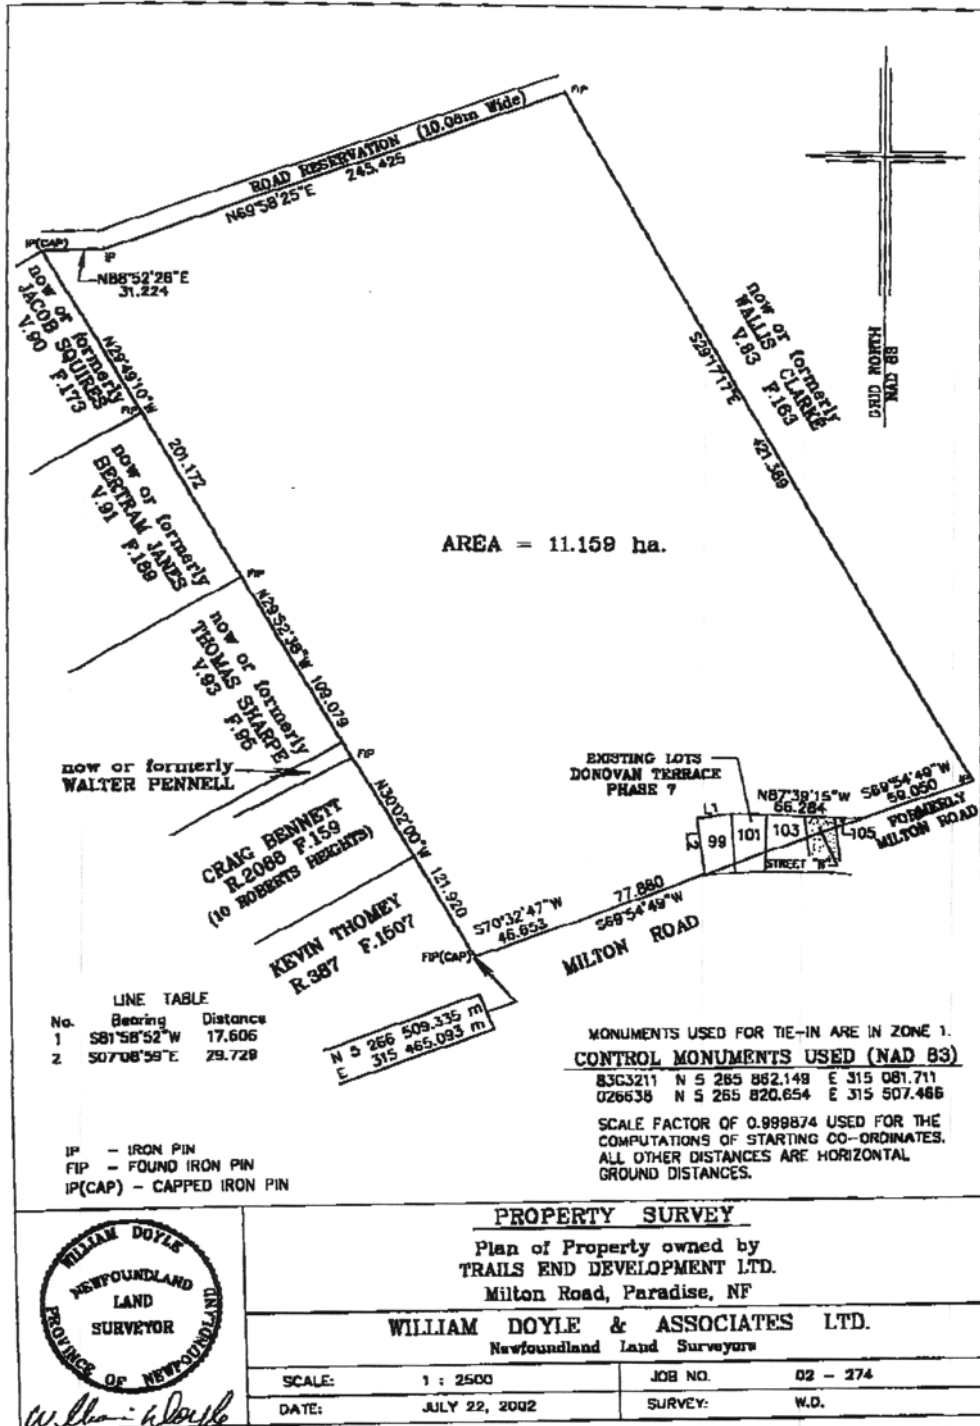 ROAD RESERVATION (10.08m Wide)
N69°58'25"E 245.425
FIP
IP(CAP)
IP
N88°52'28"E
31.224
now or formerly
JACOB SQUIRES
V.90 F.173
N29°49'10"W
201.172
FIP
now or formerly
BERTRAM JANES
V.91 F.189
now or formerly
WALLIS CLARKE
V.83 F.163
S29°17'17"E
421.389
GRID NORTH
NAD 83
AREA = 11.159 ha.
FIP
N29°52'38"W 109.079
now or formerly
THOMAS SHARPE
V.93 F.95
FIP
now or formerly
WALTER PENNELL
N30°02'00"W 121.920
CRAIG BENNETT
R.2088 F.159
(10 ROBERTS HEIGHTS)
KEVIN THOMEY
R.387 F.1507
FIP(CAP)
EXISTING LOTS
DONOVAN TERRACE
PHASE 7
N87°39'15"W
66.284
S69°54'49"W
59.050
FORMERLY
MILTON ROAD
L1
L2
99
101
103
105
STREET "B"
S70°32'47"W
46.653
77.880
S69°54'49"W
MILTON ROAD
N 5 266 509.335 m
E 315 465.093 m
LINE TABLE
No. Bearing Distance
1 S81°58'52"W 17.606
2 S07°08'59"E 29.729
MONUMENTS USED FOR TIE-IN ARE IN ZONE 1.
CONTROL MONUMENTS USED (NAD 83)
83G3211 N 5 265 862.149 E 315 081.711
026638 N 5 265 820.654 E 315 507.466
SCALE FACTOR OF 0.999874 USED FOR THE
COMPUTATIONS OF STARTING CO-ORDINATES.
ALL OTHER DISTANCES ARE HORIZONTAL
GROUND DISTANCES.
IP - IRON PIN
FIP - FOUND IRON PIN
IP(CAP) - CAPPED IRON PIN
WILLIAM DOYLE
NEWFOUNDLAND
LAND
SURVEYOR
PROVINCE OF NEWFOUNDLAND
William Doyle
PROPERTY SURVEY
Plan of Property owned by
TRAILS END DEVELOPMENT LTD.
Milton Road, Paradise, NF
WILLIAM DOYLE & ASSOCIATES LTD.
Newfoundland Land Surveyors
SCALE: 1 : 2500
JOB NO. 02 - 274
DATE: JULY 22, 2002
SURVEY: W.D.